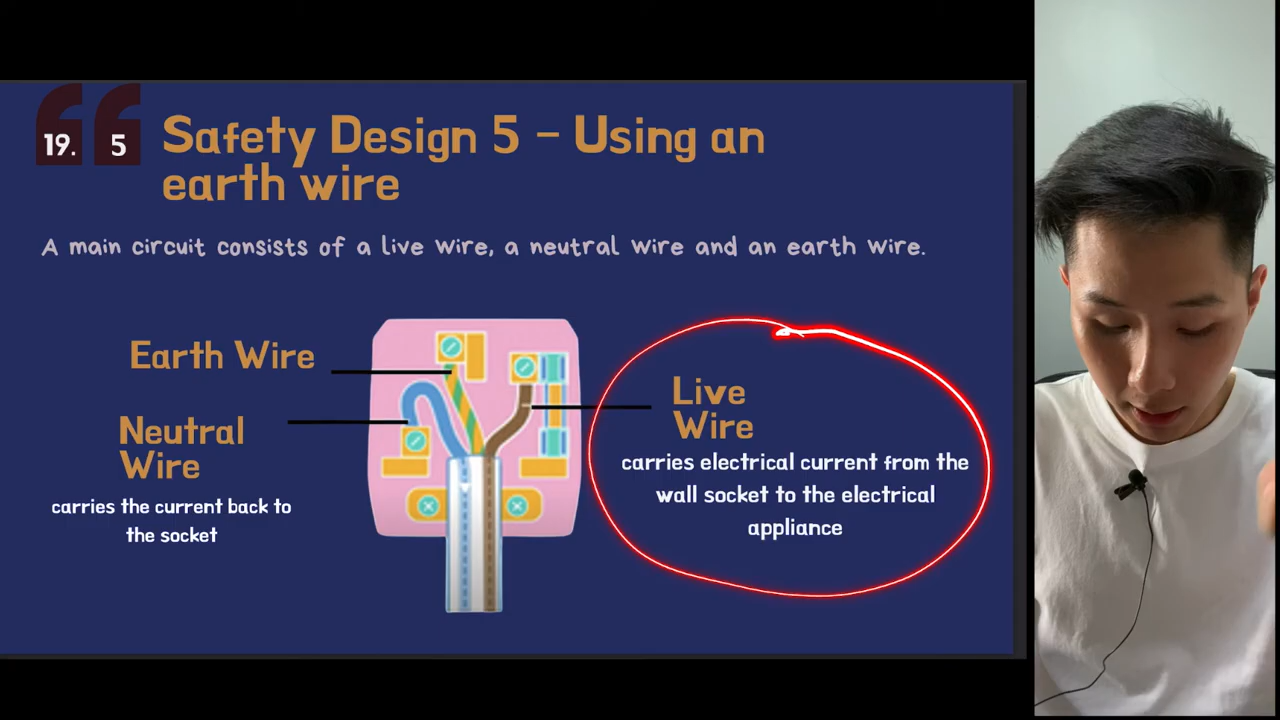 19. 5
Safety Design 5 – Using an
earth wire
A main circuit consists of a live wire, a neutral wire and an earth wire.
Earth Wire
Neutral
Wire
carries the current back to
the socket
Live
Wire
carries electrical current from the
wall socket to the electrical
appliance